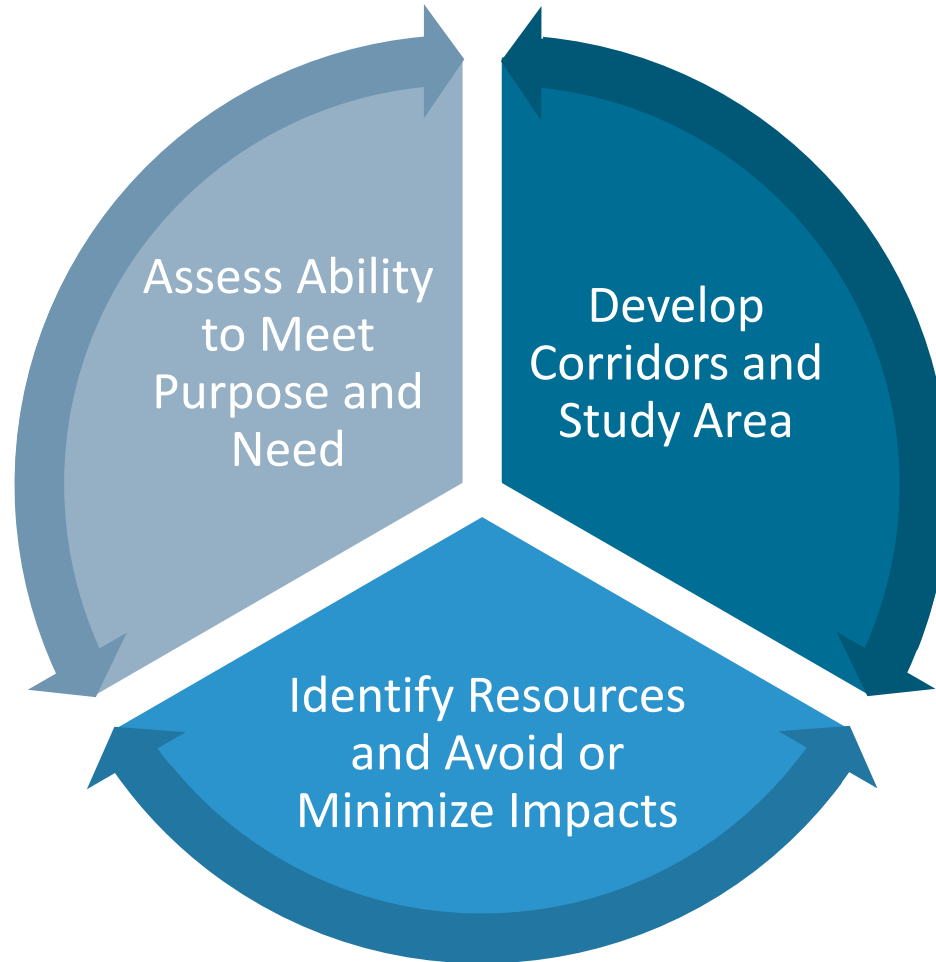 Assess Ability
to Meet
Purpose and
Need
Develop
Corridors and
Study Area
Identify Resources
and Avoid or
Minimize Impacts